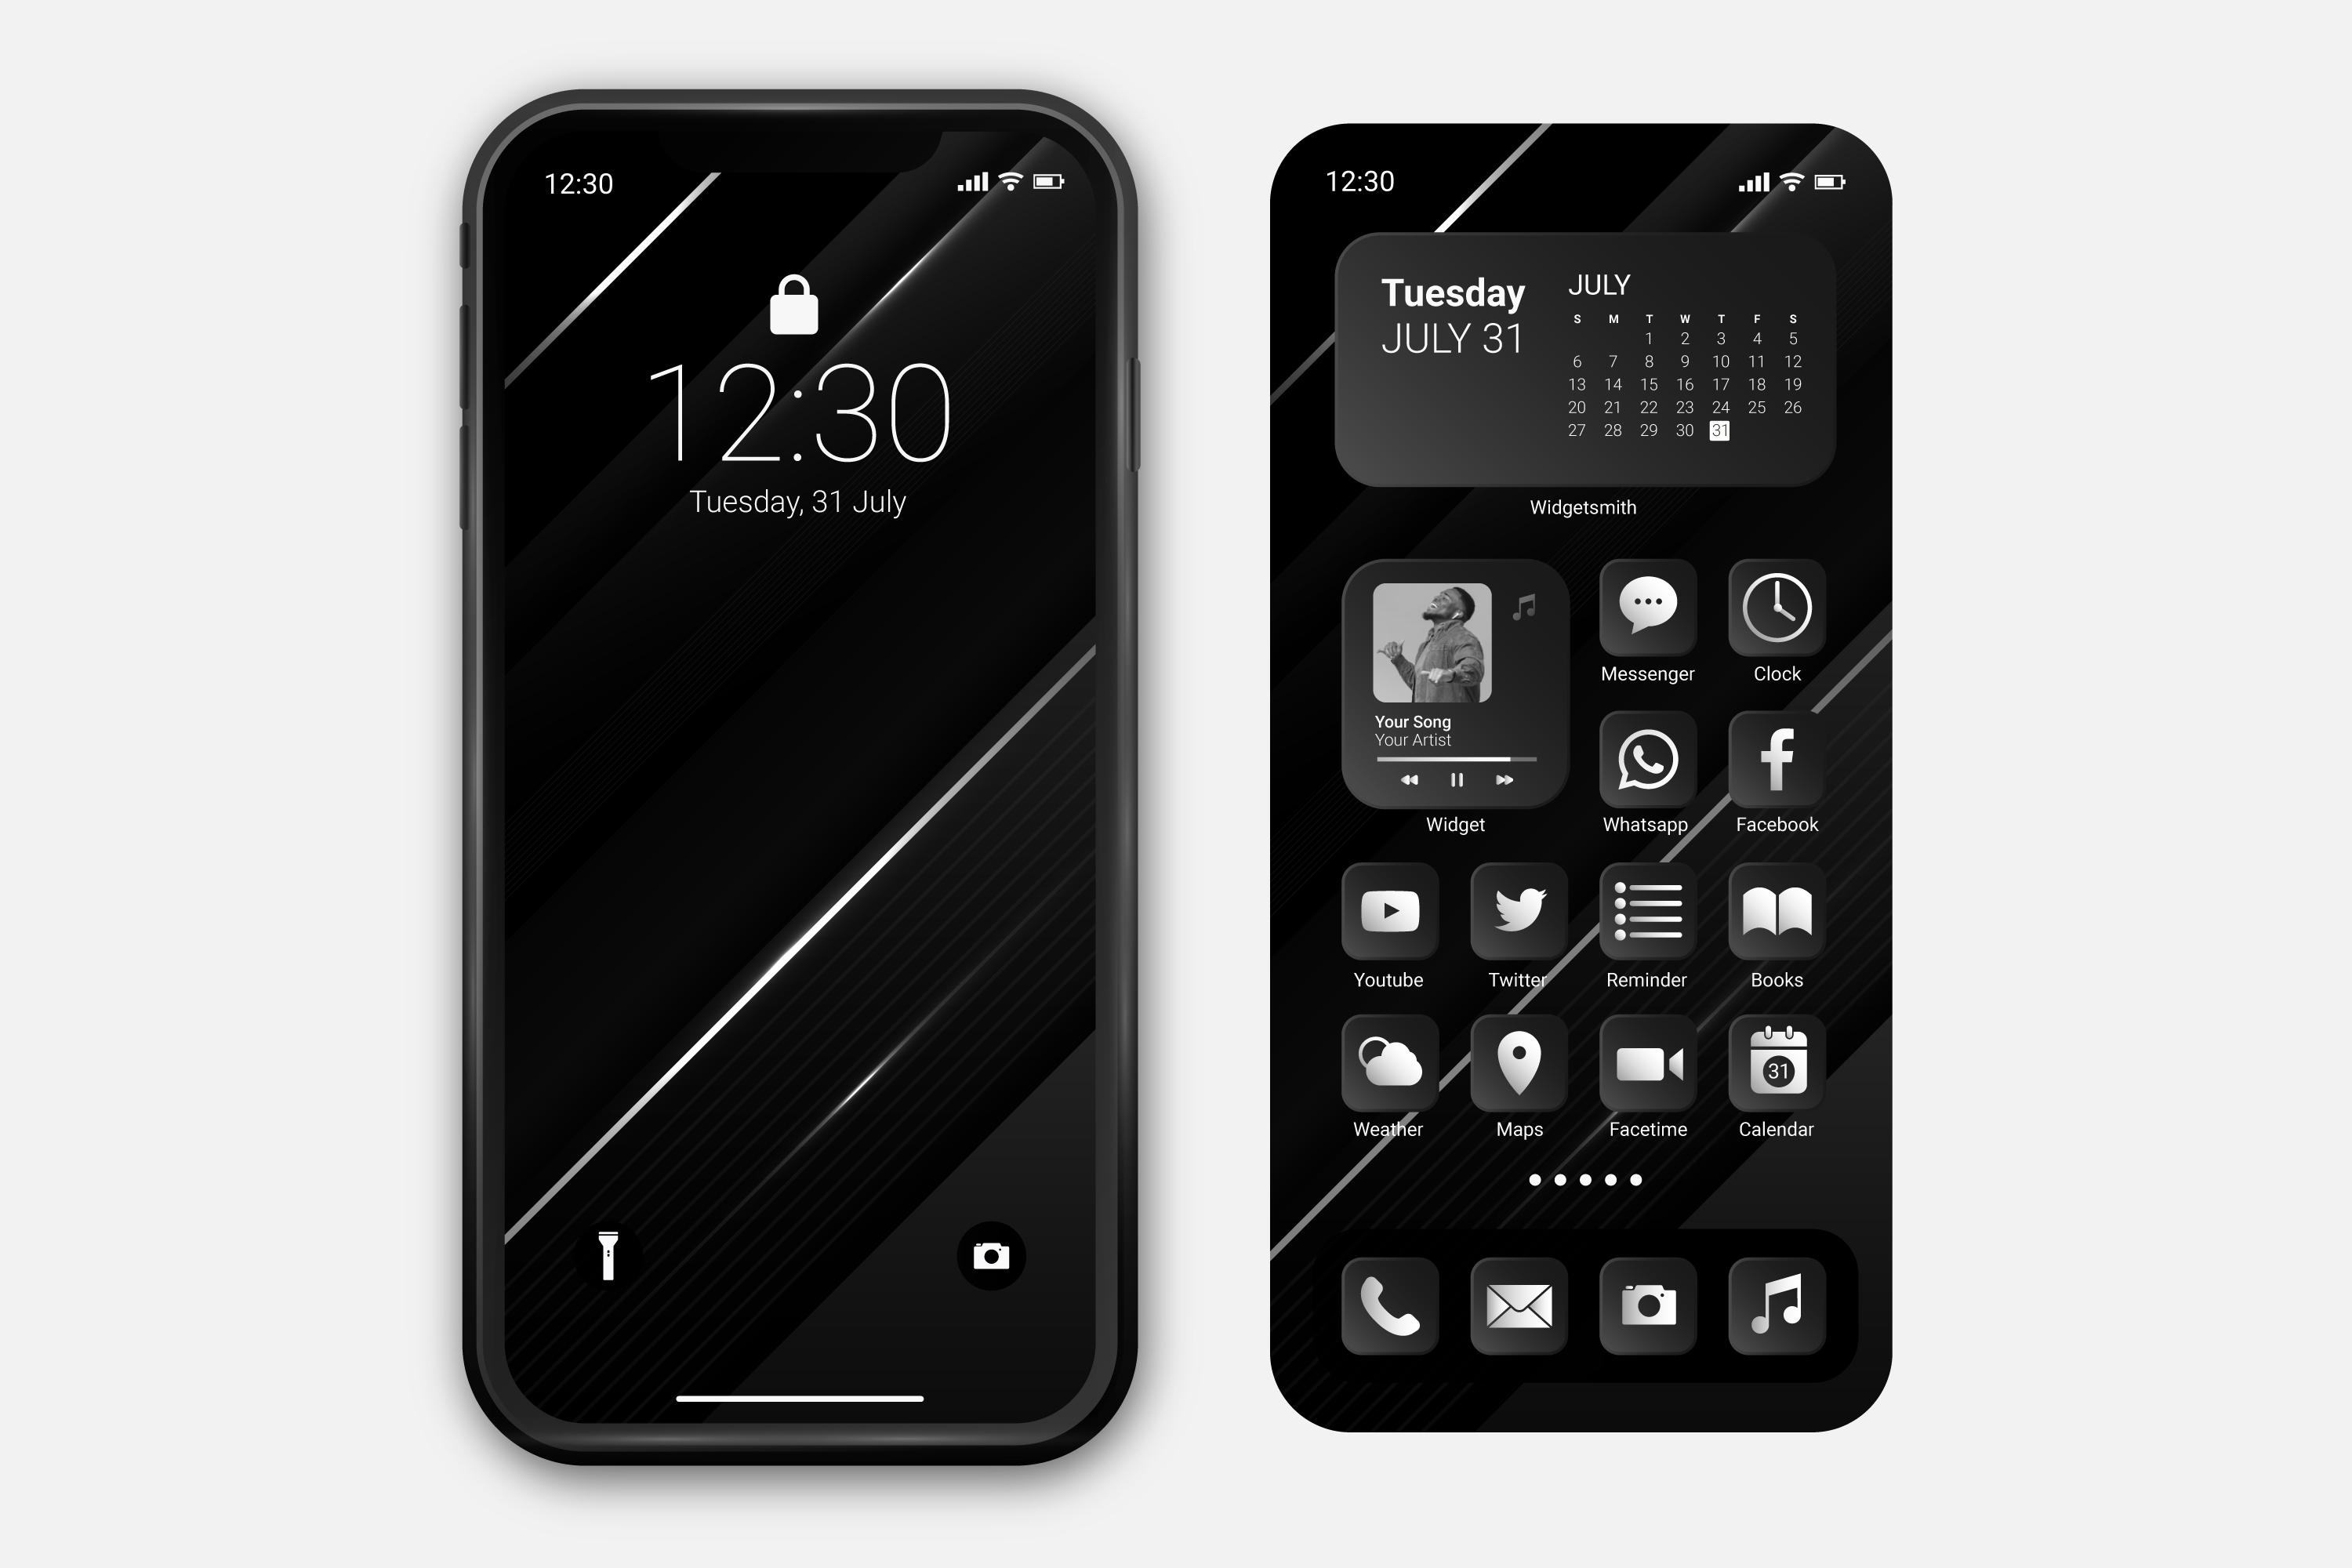 12:30
12:30
Tuesday, 31 July
12:30
Tuesday
JULY 31
JULY
S M T W T F S
1 2 3 4 5
6 7 8 9 10 11 12
13 14 15 16 17 18 19
20 21 22 23 24 25 26
27 28 29 30 31
Widgetsmith
Your Song
Your Artist
Widget
Messenger Clock
Whatsapp Facebook
Youtube Twitter Reminder Books
31
Weather Maps Facetime Calendar